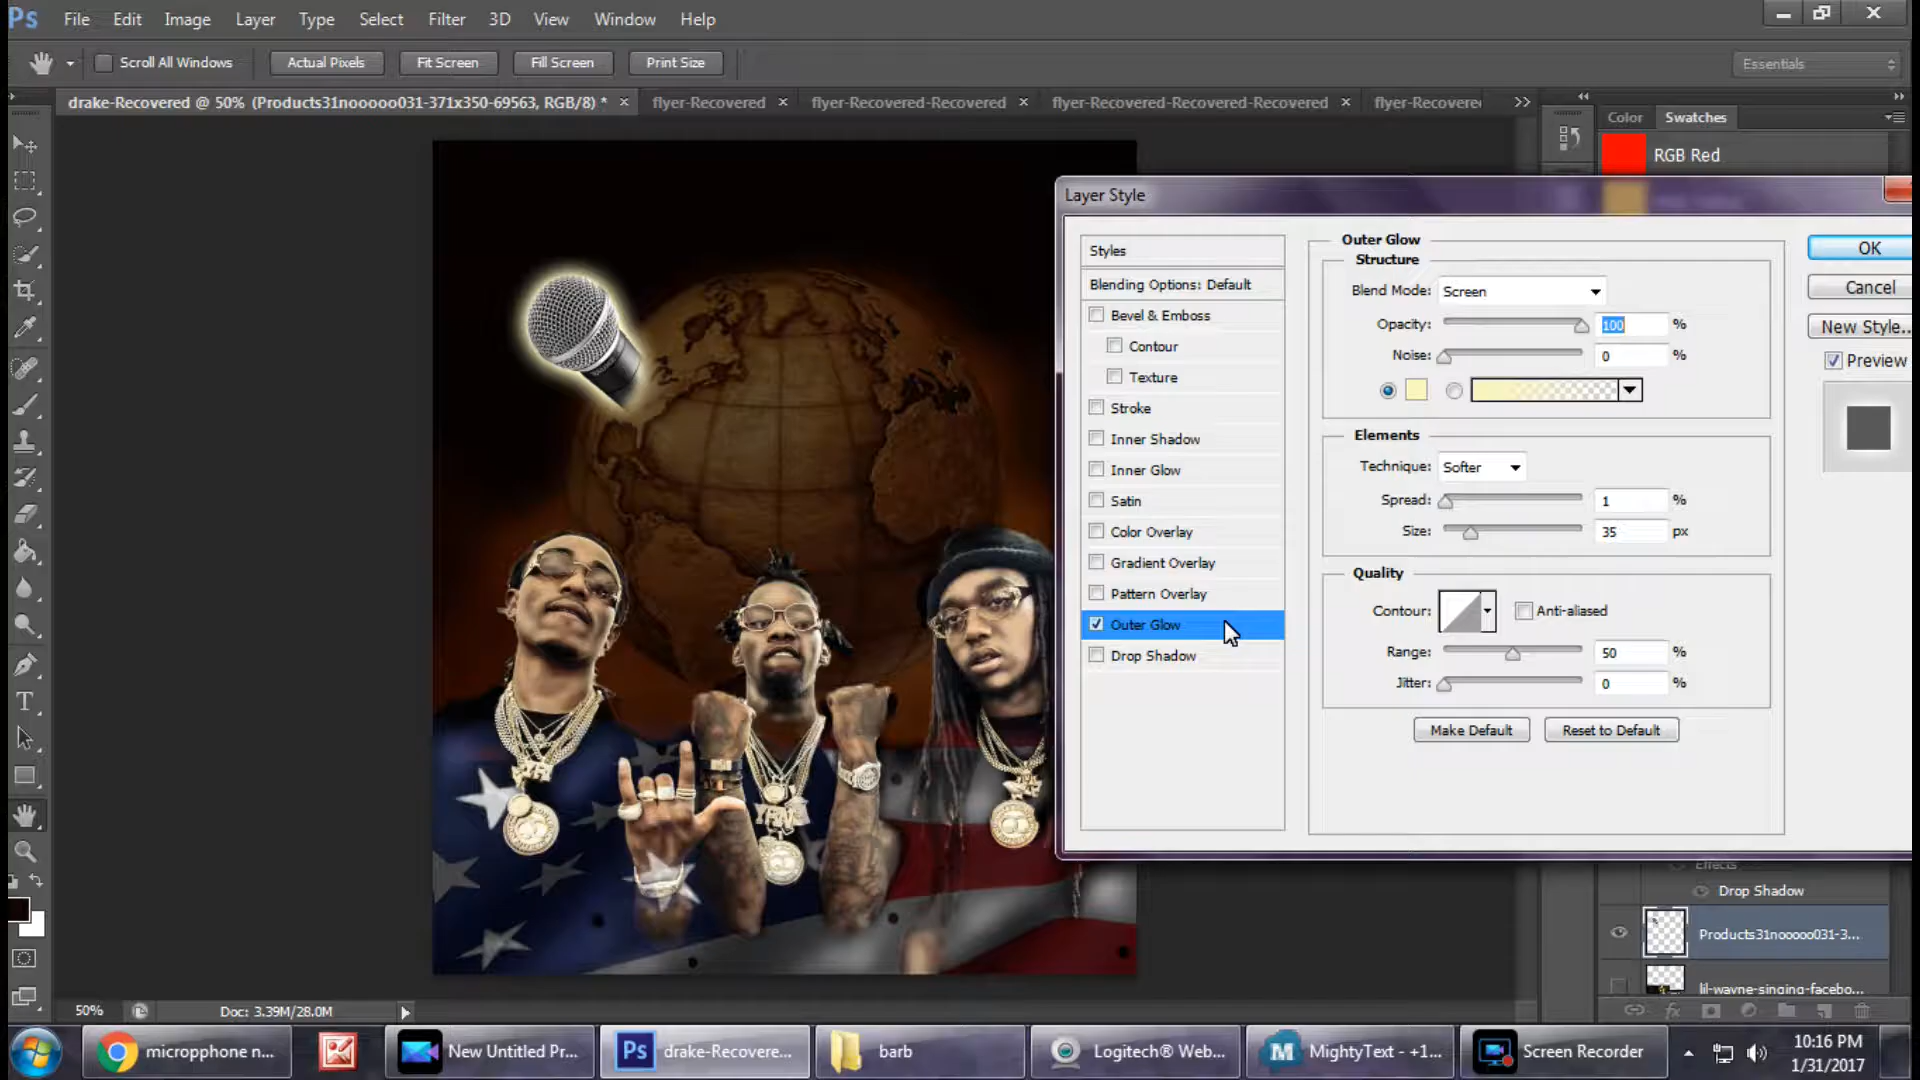 Ps File Edit Image Layer Type Select Filter 3D View Window Help
Scroll All Windows Actual Pixels Fit Screen Fill Screen Print Size Essentials
drake-Recovered @ 50% (Products31nooooo031-371x350-69563, RGB/8) * × flyer-Recovered × flyer-Recovered-Recovered × flyer-Recovered-Recovered-Recovered × flyer-Recovere
Color Swatches
RGB Red
Layer Style
Styles
Blending Options: Default
Bevel & Emboss
Contour
Texture
Stroke
Inner Shadow
Inner Glow
Satin
Color Overlay
Gradient Overlay
Pattern Overlay
Outer Glow
Drop Shadow
Outer Glow
Structure
Blend Mode: Screen
Opacity: 100 %
Noise: 0 %
Elements
Technique: Softer
Spread: 1 %
Size: 35 px
Quality
Contour: Anti-aliased
Range: 50 %
Jitter: 0 %
Make Default Reset to Default
OK
Cancel
New Style..
Preview
Effects
Drop Shadow
Products31nooooo031-3...
lil-wayne-singing-facebo...
50% Doc: 3.39M/28.0M
micropphone n... New Untitled Pr... Ps drake-Recovere... barb Logitech® Web... M MightyText - +1... Screen Recorder
10:16 PM
1/31/2017